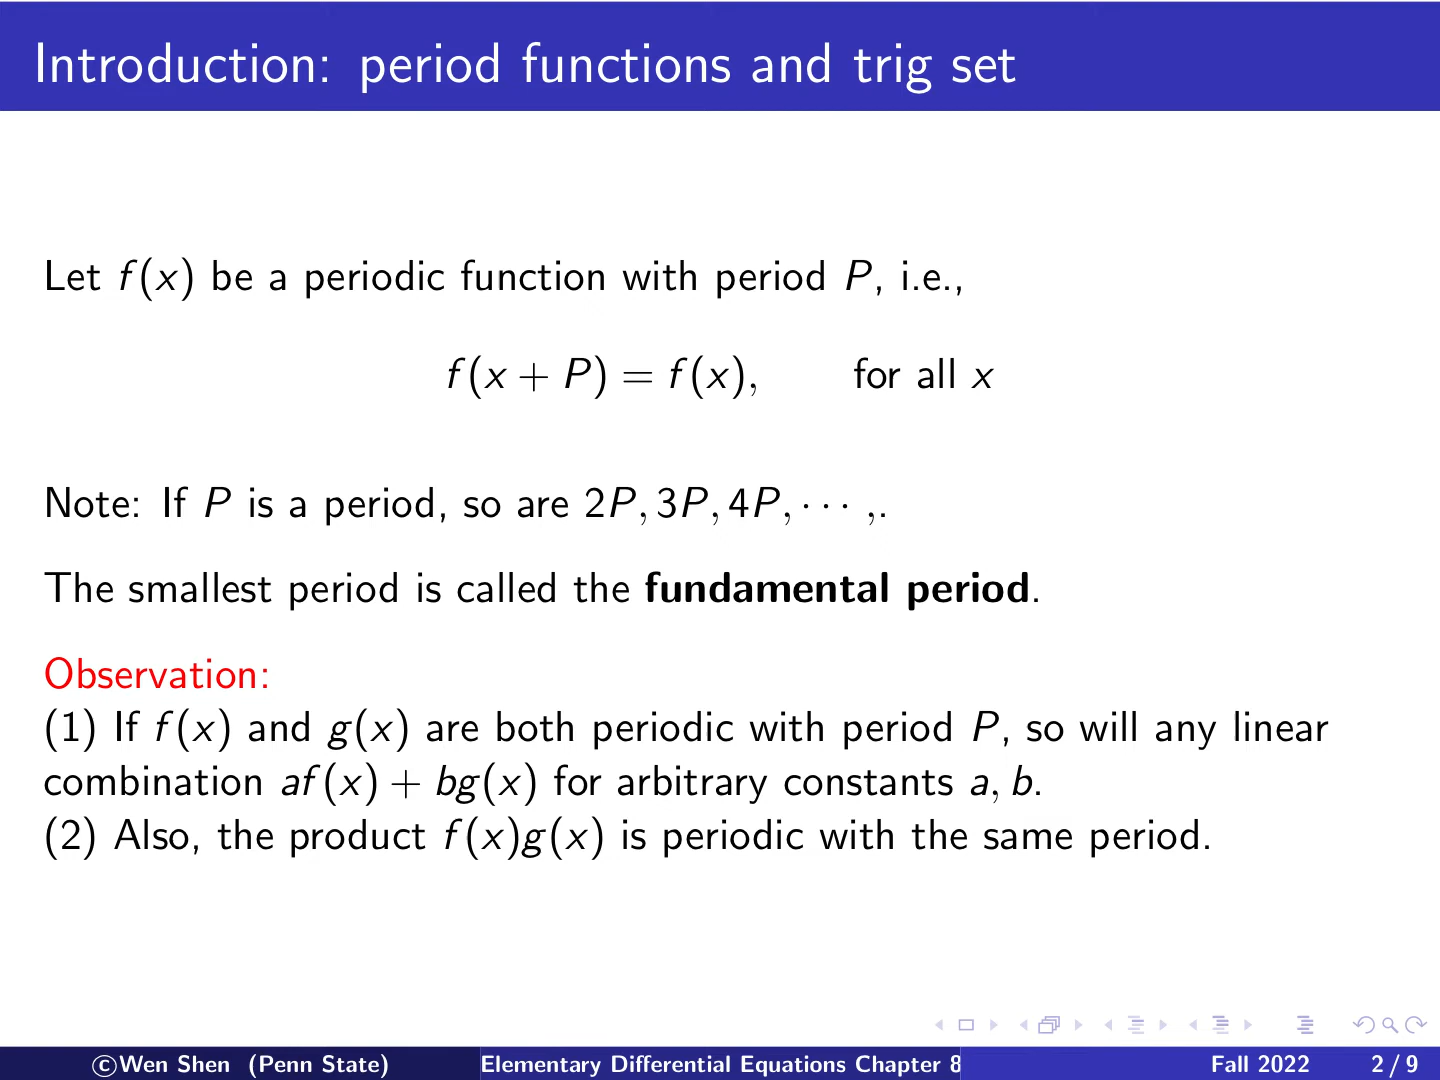 Introduction: period functions and trig set
Let f(x) be a periodic function with period P, i.e.,
f(x + P) = f(x), for all x
Note: If P is a period, so are 2P, 3P, 4P, · · · ,.
The smallest period is called the fundamental period.
Observation:
(1) If f(x) and g(x) are both periodic with period P, so will any linear
combination af(x) + bg(x) for arbitrary constants a, b.
(2) Also, the product f(x)g(x) is periodic with the same period.
©Wen Shen (Penn State) Elementary Differential Equations Chapter 8 Fall 2022 2 / 9